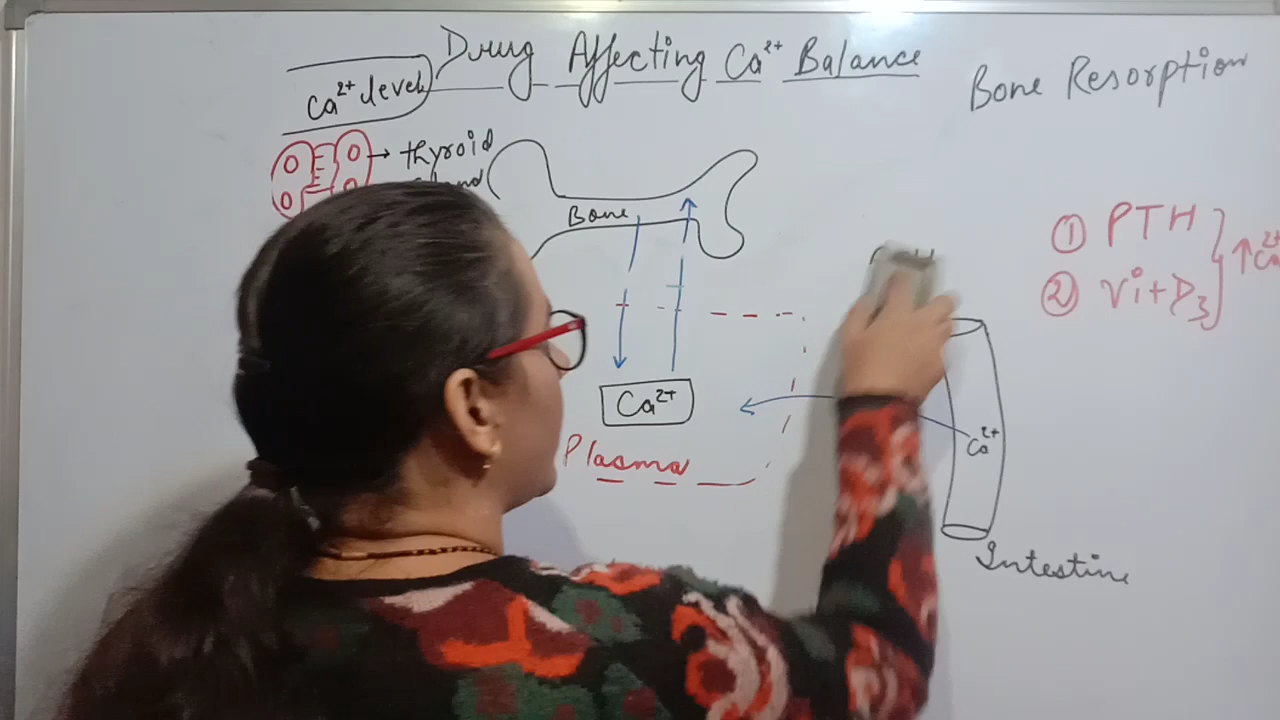 Drug Affecting Ca²⁺ Balance
Ca²⁺ level
Bone Resorption
→ thyroid
Bone
① PTH
② Vit D₃
↑ Ca²⁺
Ca²⁺
Plasma
Ca²⁺
Intestine